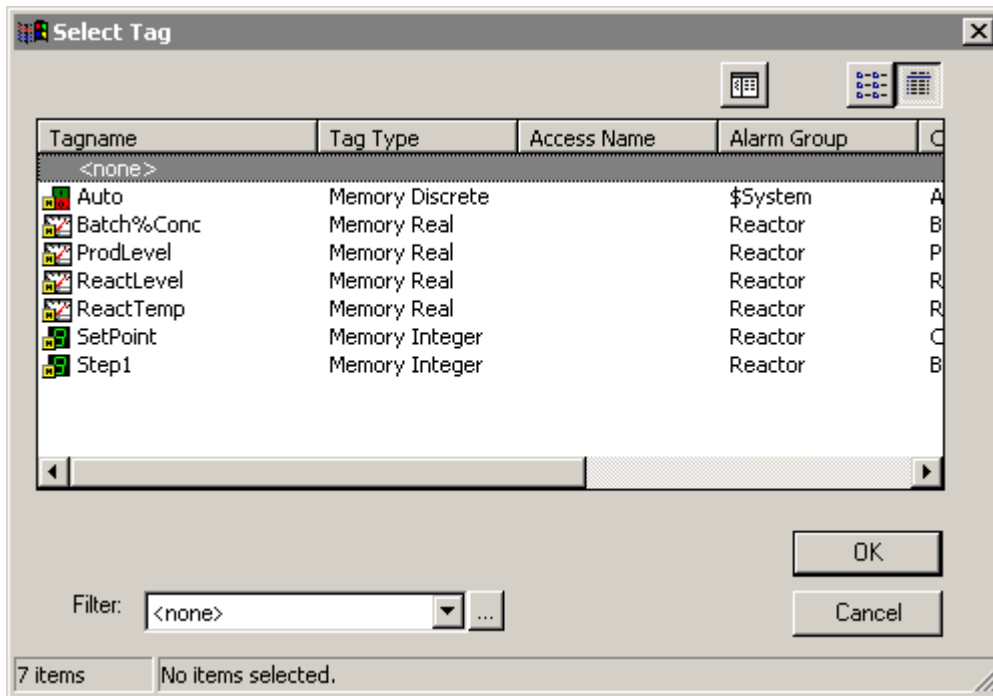 Select Tag
Tagname Tag Type Access Name Alarm Group C
<none>
Auto Memory Discrete $System A
Batch%Conc Memory Real Reactor B
ProdLevel Memory Real Reactor P
ReactLevel Memory Real Reactor R
ReactTemp Memory Real Reactor R
SetPoint Memory Integer Reactor C
Step1 Memory Integer Reactor B
OK
Filter: <none> ...
Cancel
7 items No items selected.